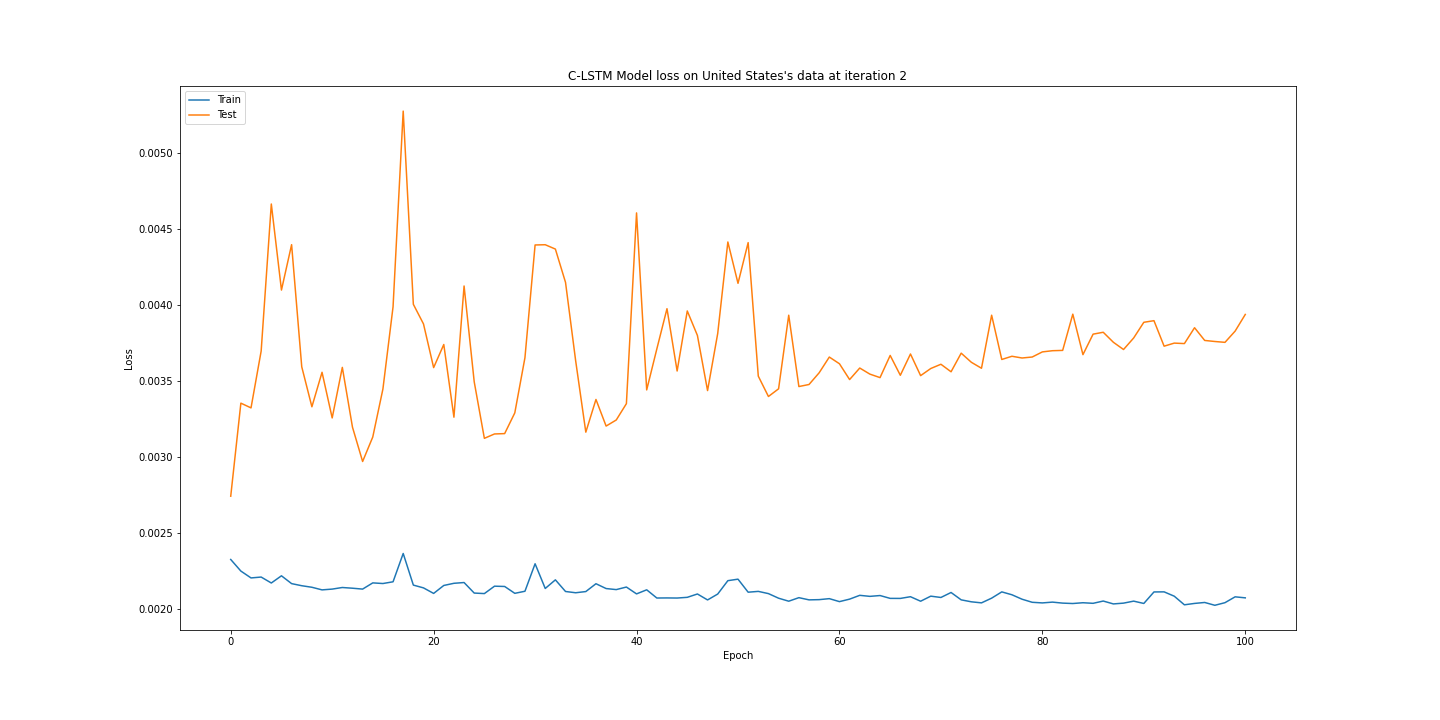 C-LSTM Model loss on United States's data at iteration 2
Train
Test
0.0050
0.0045
0.0040
0.0035
0.0030
0.0025
0.0020
Loss
0 20 40 60 80 100
Epoch